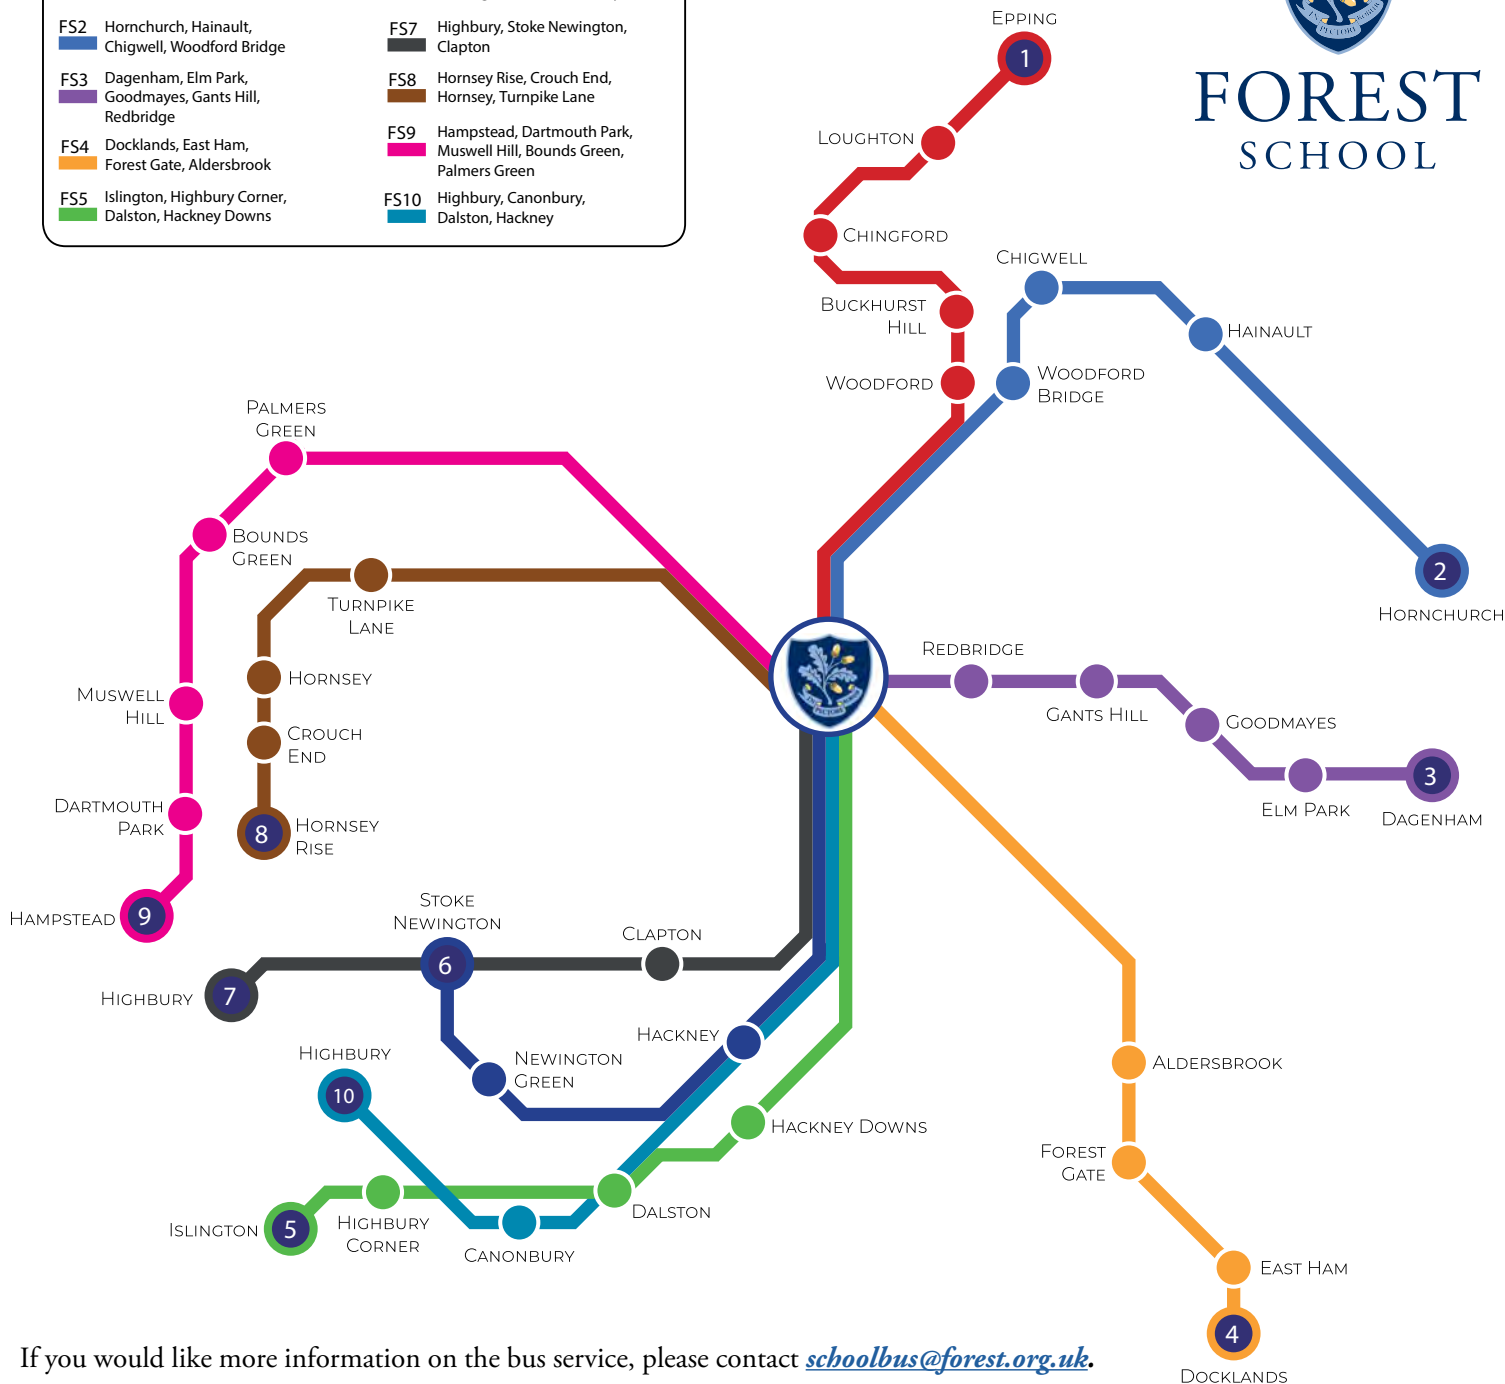 FS2 Hornchurch, Hainault,
Chigwell, Woodford Bridge
FS3 Dagenham, Elm Park,
Goodmayes, Gants Hill,
Redbridge
FS4 Docklands, East Ham,
Forest Gate, Aldersbrook
FS5 Islington, Highbury Corner,
Dalston, Hackney Downs
FS7 Highbury, Stoke Newington,
Clapton
FS8 Hornsey Rise, Crouch End,
Hornsey, Turnpike Lane
FS9 Hampstead, Dartmouth Park,
Muswell Hill, Bounds Green,
Palmers Green
FS10 Highbury, Canonbury,
Dalston, Hackney
IN PECTORE ROBUR
FOREST
SCHOOL
EPPING
1
LOUGHTON
CHINGFORD
BUCKHURST
HILL
WOODFORD
CHIGWELL
HAINAULT
WOODFORD
BRIDGE
2
HORNCHURCH
PALMERS
GREEN
BOUNDS
GREEN
TURNPIKE
LANE
HORNSEY
MUSWELL
HILL
CROUCH
END
DARTMOUTH
PARK
8
HORNSEY
RISE
HAMPSTEAD
9
IN PECTORE ROBUR
REDBRIDGE
GANTS HILL
GOODMAYES
ELM PARK
3
DAGENHAM
STOKE
NEWINGTON
6
CLAPTON
HIGHBURY
7
HACKNEY
NEWINGTON
GREEN
HIGHBURY
10
HACKNEY DOWNS
DALSTON
ISLINGTON
5
HIGHBURY
CORNER
CANONBURY
ALDERSBROOK
FOREST
GATE
EAST HAM
4
DOCKLANDS
If you would like more information on the bus service, please contact schoolbus@forest.org.uk.